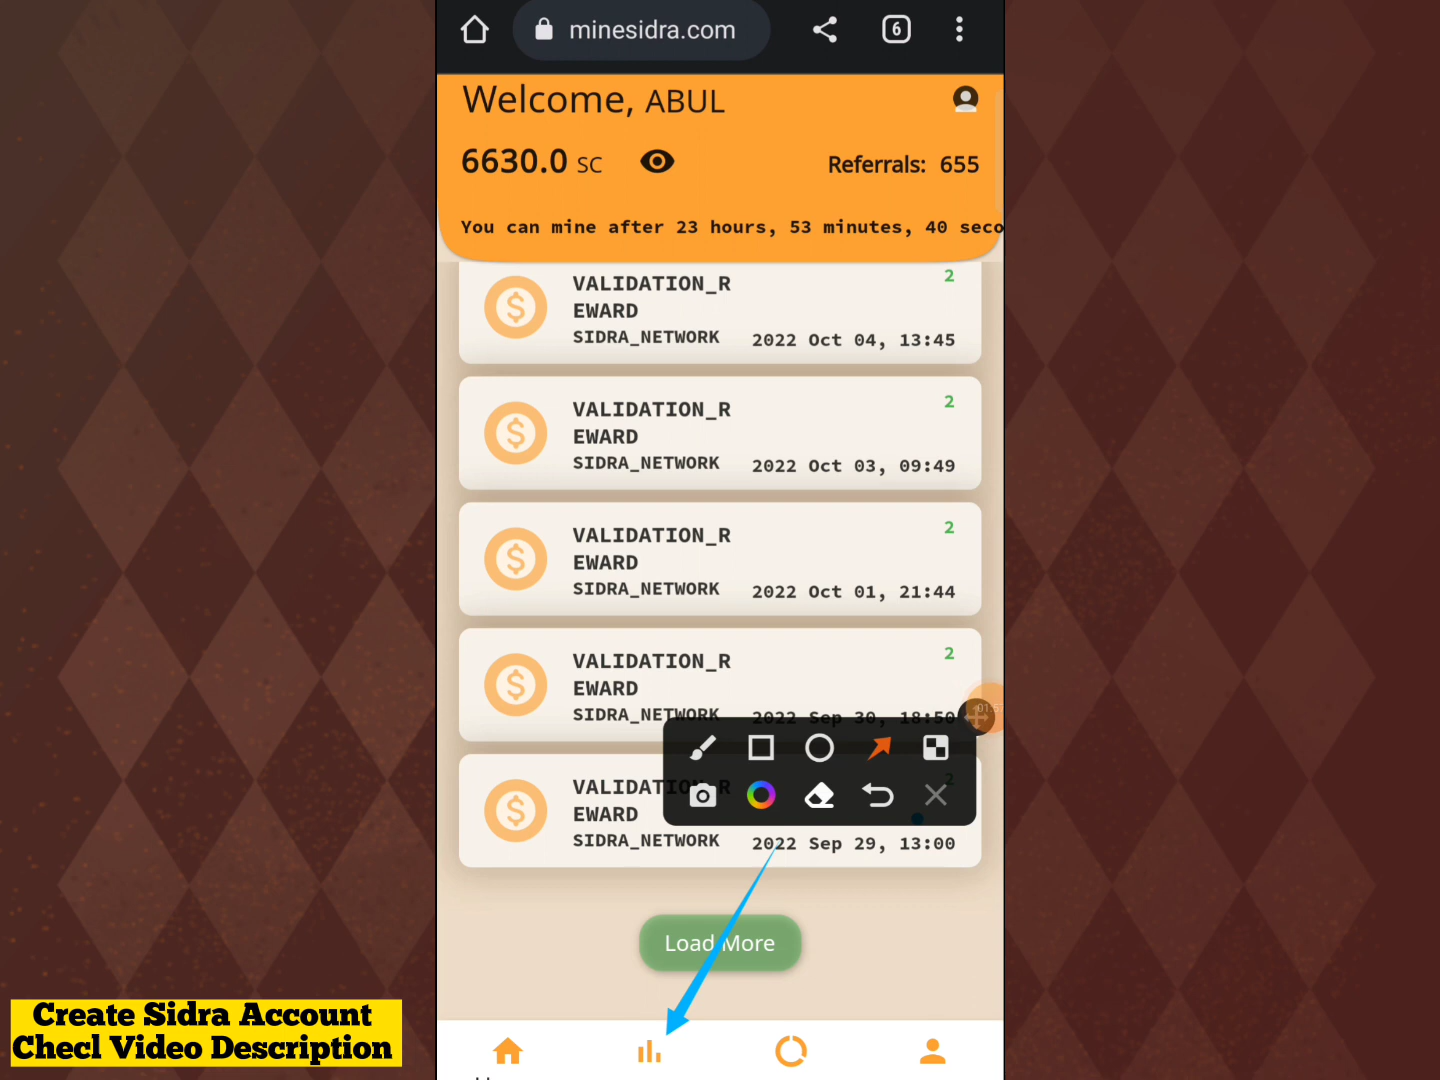 minesidra.com
6
Welcome, ABUL
6630.0 SC
Referrals: 655
You can mine after 23 hours, 53 minutes, 40 seco
VALIDATION_R
EWARD
2
SIDRA_NETWORK
2022 Oct 04, 13:45
VALIDATION_R
EWARD
2
SIDRA_NETWORK
2022 Oct 03, 09:49
VALIDATION_R
EWARD
2
SIDRA_NETWORK
2022 Oct 01, 21:44
VALIDATION_R
EWARD
2
SIDRA_NETWORK
2022 Sep 30, 18:50
01:5
VALIDATION_R
EWARD
2
SIDRA_NETWORK
2022 Sep 29, 13:00
Load More
Create Sidra Account
Checl Video Description